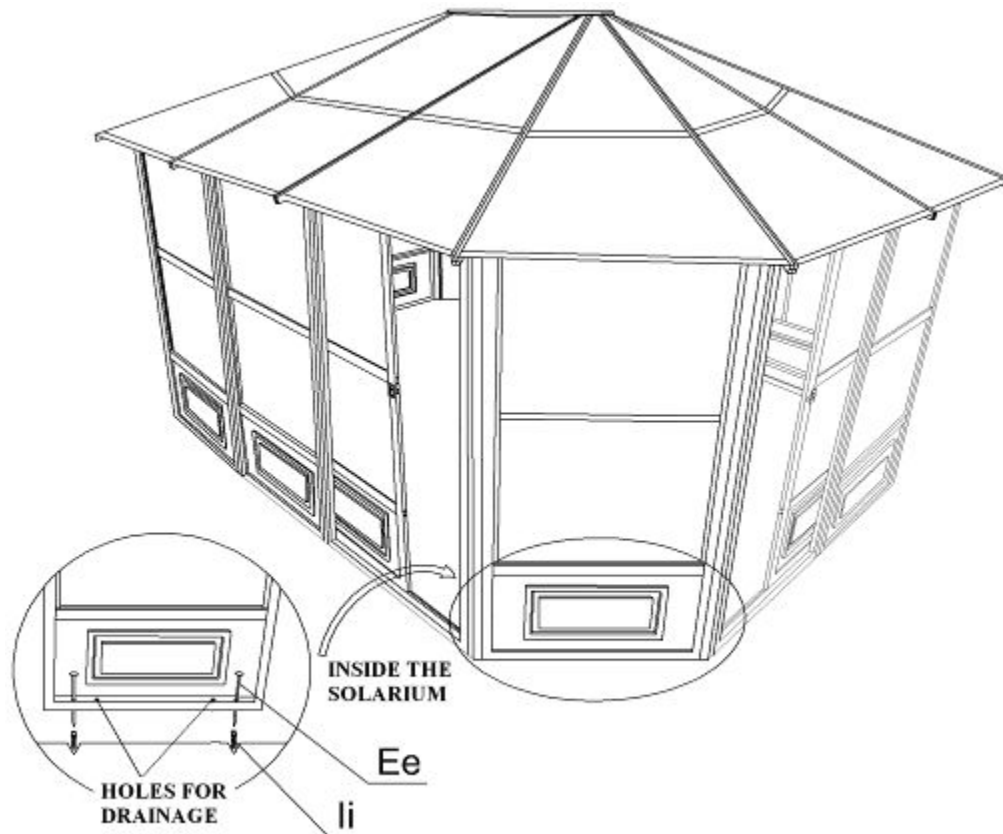 INSIDE THE
SOLARIUM
Ee
HOLES FOR
DRAINAGE
Ii